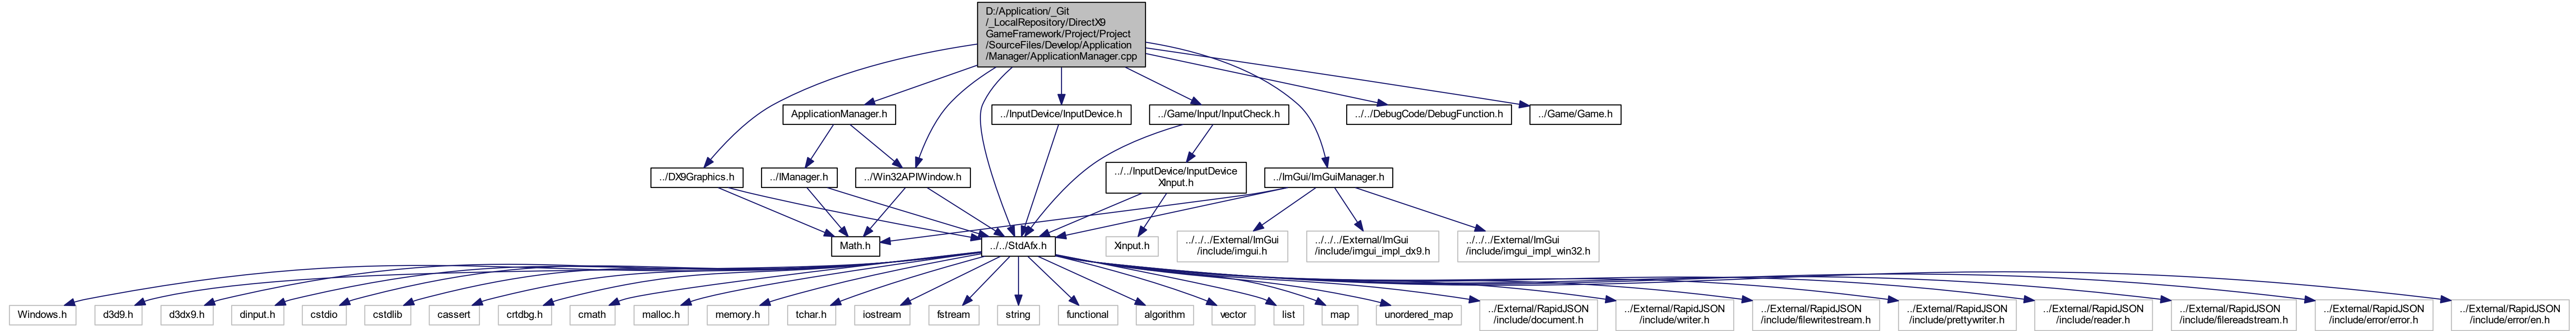 D:/Application/_Git
/_LocalRepository/DirectX9
GameFramework/Project/Project
/SourceFiles/Develop/Application
/Manager/ApplicationManager.cpp
ApplicationManager.h
../InputDevice/InputDevice.h
../Game/Input/InputCheck.h
../../DebugCode/DebugFunction.h
../Game/Game.h
../DX9Graphics.h
../IManager.h
../Win32APIWindow.h
../../InputDevice/InputDevice
XInput.h
../ImGui/ImGuiManager.h
Math.h
../../StdAfx.h
Xinput.h
../../../External/ImGui
/include/imgui.h
../../../External/ImGui
/include/imgui_impl_dx9.h
../../../External/ImGui
/include/imgui_impl_win32.h
Windows.h
d3d9.h
d3dx9.h
dinput.h
cstdio
cstdlib
cassert
crtdbg.h
cmath
malloc.h
memory.h
tchar.h
iostream
fstream
string
functional
algorithm
vector
list
map
unordered_map
../External/RapidJSON
/include/document.h
../External/RapidJSON
/include/writer.h
../External/RapidJSON
/include/filewritestream.h
../External/RapidJSON
/include/prettywriter.h
../External/RapidJSON
/include/reader.h
../External/RapidJSON
/include/filereadstream.h
../External/RapidJSON
/include/error/error.h
../External/RapidJSON
/include/error/en.h